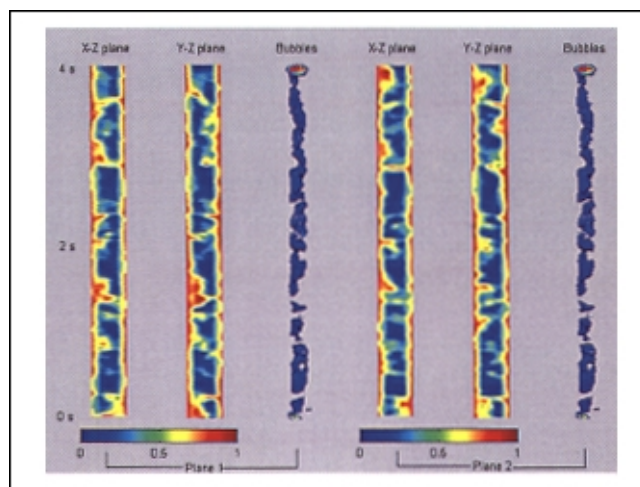 X-Z plane Y-Z plane Bubbles X-Z plane Y-Z plane Bubbles
4 s
2 s
0 s
0 0.5 1 0 0.5 1
Plane 1 Plane 2